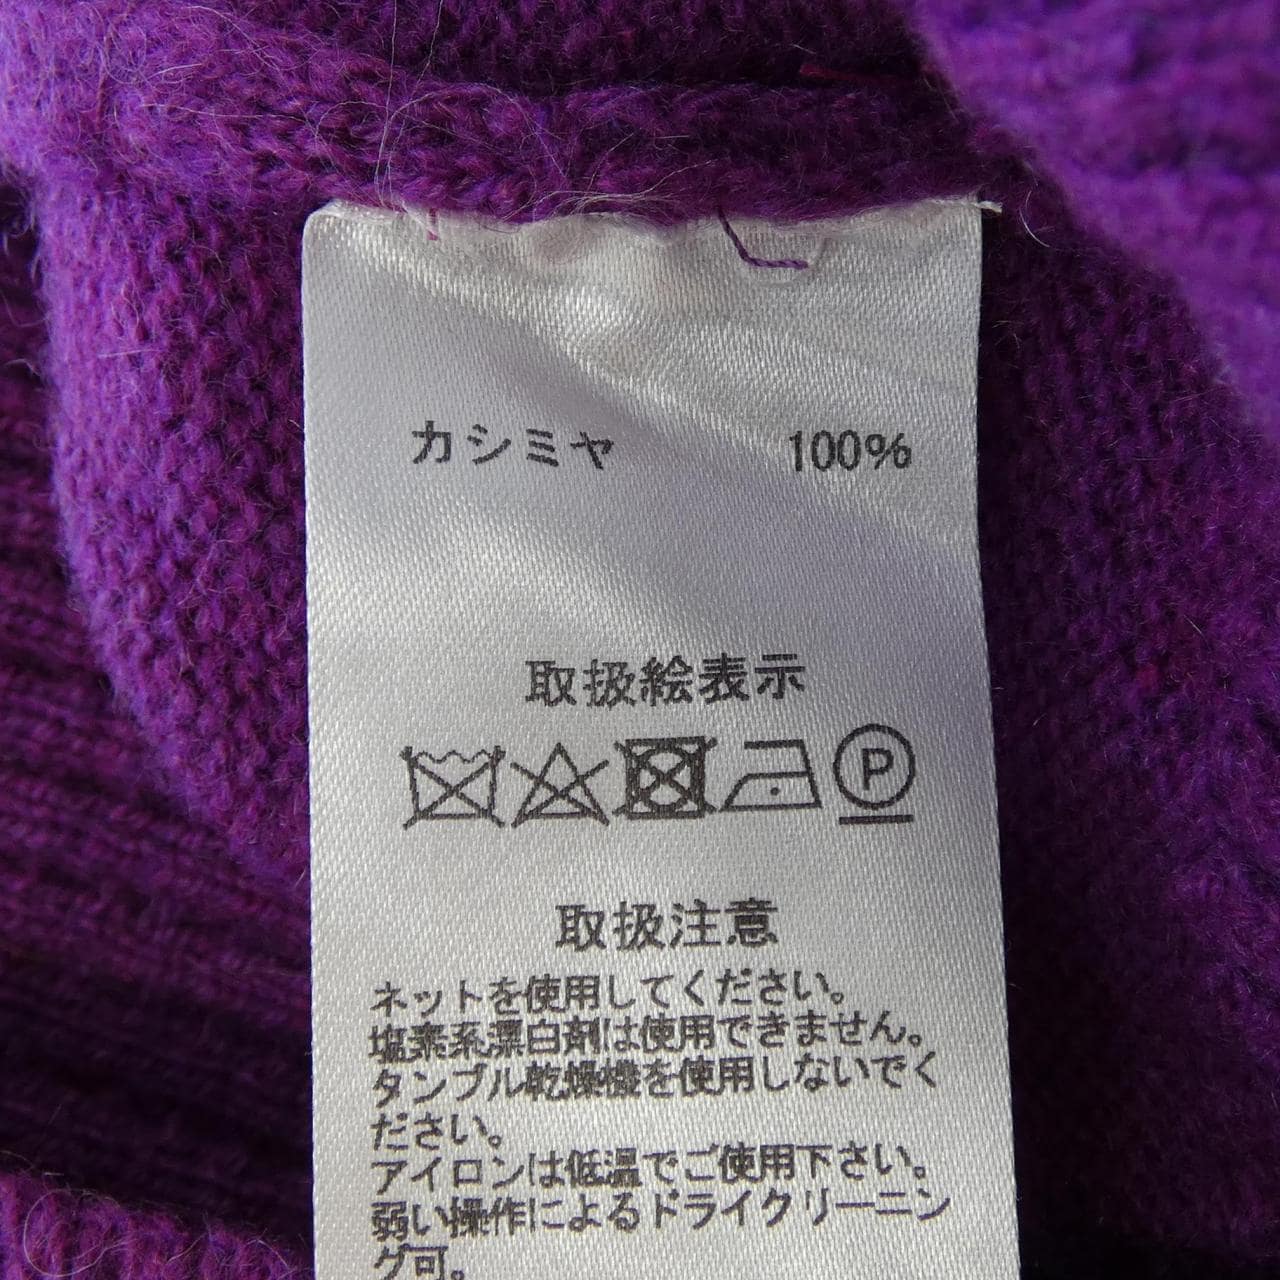 カシミヤ 100%
取扱絵表示
P
取扱注意
ネットを使用してください。
塩素系漂白剤は使用できません。
タンブル乾燥機を使用しないでく
ださい。
アイロンは低温でご使用下さい。
弱い操作によるドライクリーニン
グ可。